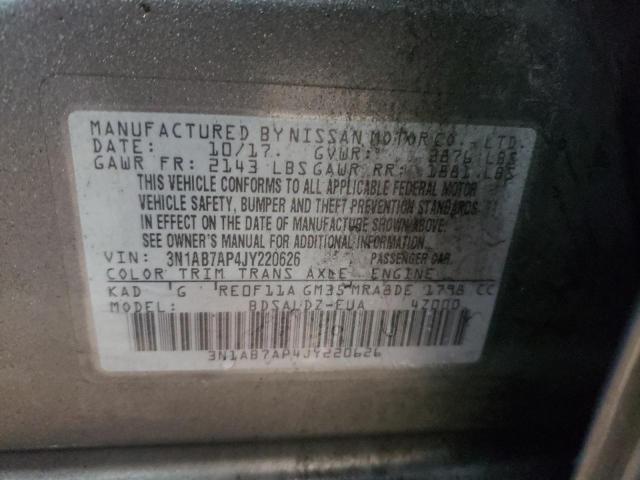 MANUFACTURED BY NISSAN MOTOR CO., LTD.
DATE: 10/17. GVWR: 3876 LBS
GAWR FR: 2143 LBS GAWR RR: 1881 LBS
THIS VEHICLE CONFORMS TO ALL APPLICABLE FEDERAL MOTOR
VEHICLE SAFETY, BUMPER AND THEFT PREVENTION STANDARDS
IN EFFECT ON THE DATE OF MANUFACTURE SHOWN ABOVE.
SEE OWNER'S MANUAL FOR ADDITIONAL INFORMATION.
VIN: 3N1AB7AP4JY220626 PASSENGER CAR
COLOR TRIM TRANS AXLE ENGINE
KAD G RE0F11A GM35 MRA8DE 1798 CC
MODEL: BDSALDZ-EUA 4Z000
3N1AB7AP4JY220626